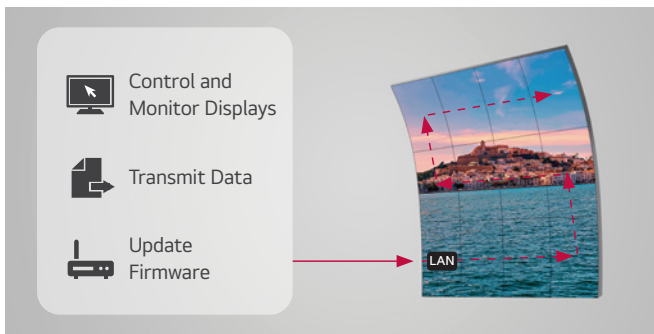 Control and
Monitor Displays
Transmit Data
Update
Firmware
LAN